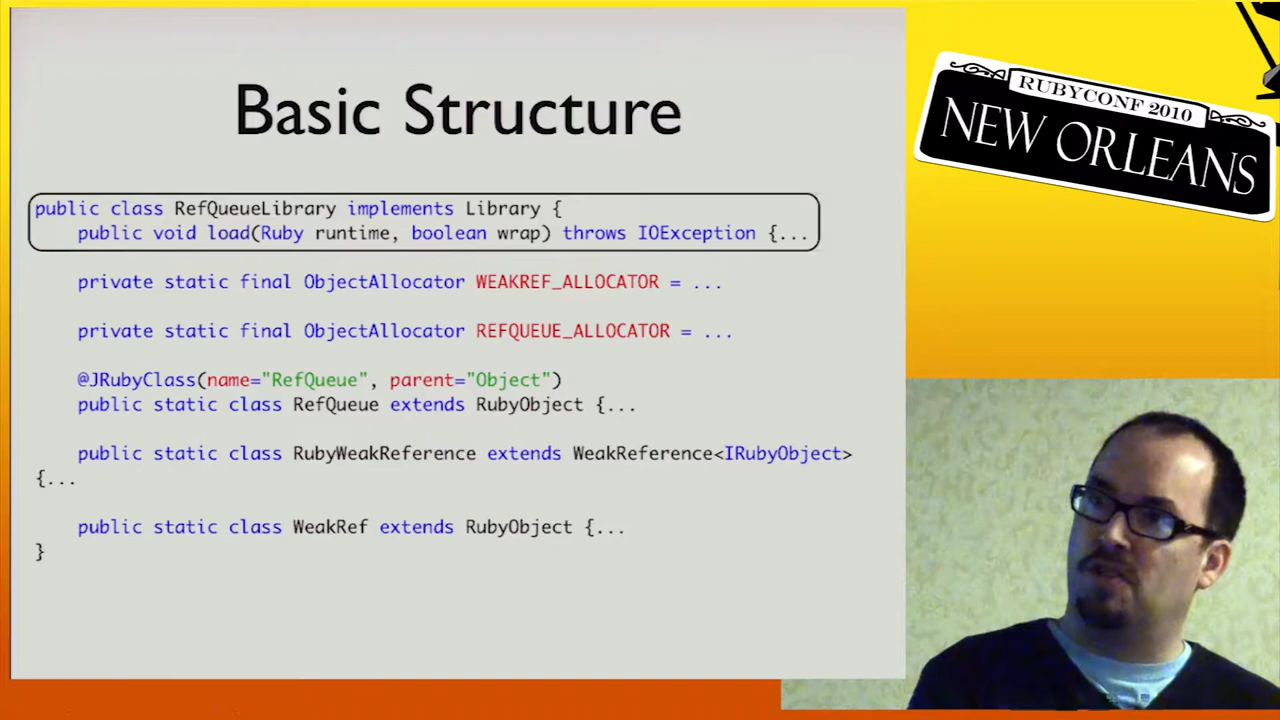 Basic Structure
public class RefQueueLibrary implements Library {
public void load(Ruby runtime, boolean wrap) throws IOException {...
private static final ObjectAllocator WEAKREF_ALLOCATOR = ...
private static final ObjectAllocator REFQUEUE_ALLOCATOR = ...
@JRubyClass(name="RefQueue", parent="Object")
public static class RefQueue extends RubyObject {...
public static class RubyWeakReference extends WeakReference<IRubyObject>
{...
public static class WeakRef extends RubyObject {...
}
RUBYCONF 2010
NEW ORLEANS